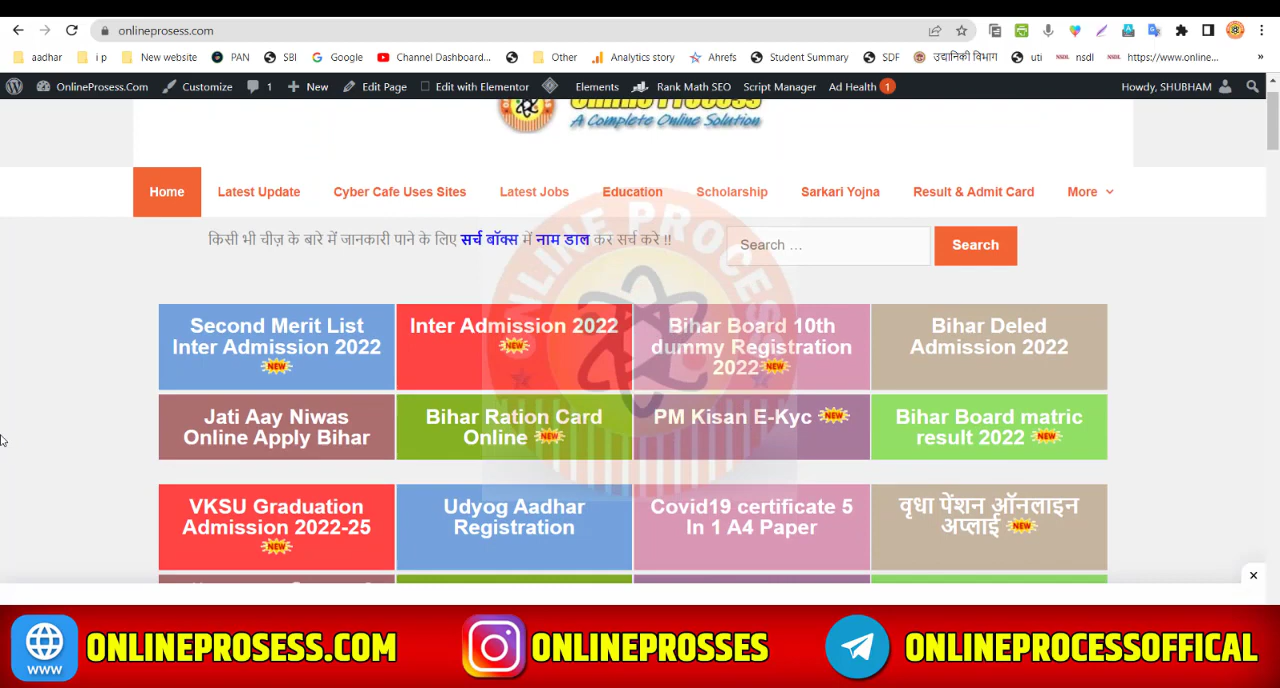 onlineprosess.com
aadhar i p New website PAN SBI Google Channel Dashboard... Other Analytics story Ahrefs Student Summary SDF उद्यानिकी विभाग uti NSDL nsdl NSDL https://www.online... »
OnlineProsess.Com Customize 1 New Edit Page Edit with Elementor Elements Rank Math SEO Script Manager Ad Health 1 Howdy, SHUBHAM
ONLINE PROCESS
A Complete Online Solution
Home Latest Update Cyber Cafe Uses Sites Latest Jobs Education Scholarship Sarkari Yojna Result & Admit Card More
किसी भी चीज़ के बारे में जानकारी पाने के लिए सर्च बॉक्स में नाम डाल कर सर्च करे !!
Search … Search
ONLINE PROCESS
Second Merit List
Inter Admission 2022
NEW
Inter Admission 2022
NEW
Bihar Board 10th
dummy Registration
2022 NEW
Bihar Deled
Admission 2022
Jati Aay Niwas
Online Apply Bihar
Bihar Ration Card
Online NEW
PM Kisan E-Kyc NEW
Bihar Board matric
result 2022 NEW
VKSU Graduation
Admission 2022-25
NEW
Udyog Aadhar
Registration
Covid19 certificate 5
In 1 A4 Paper
वृधा पेंशन ऑनलाइन
अप्लाई NEW
WWW ONLINEPROSESS.COM ONLINEPROSSES ONLINEPROCESSOFFICAL